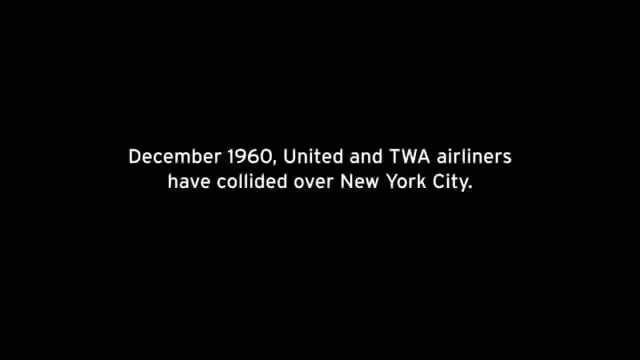 December 1960, United and TWA airliners
have collided over New York City.